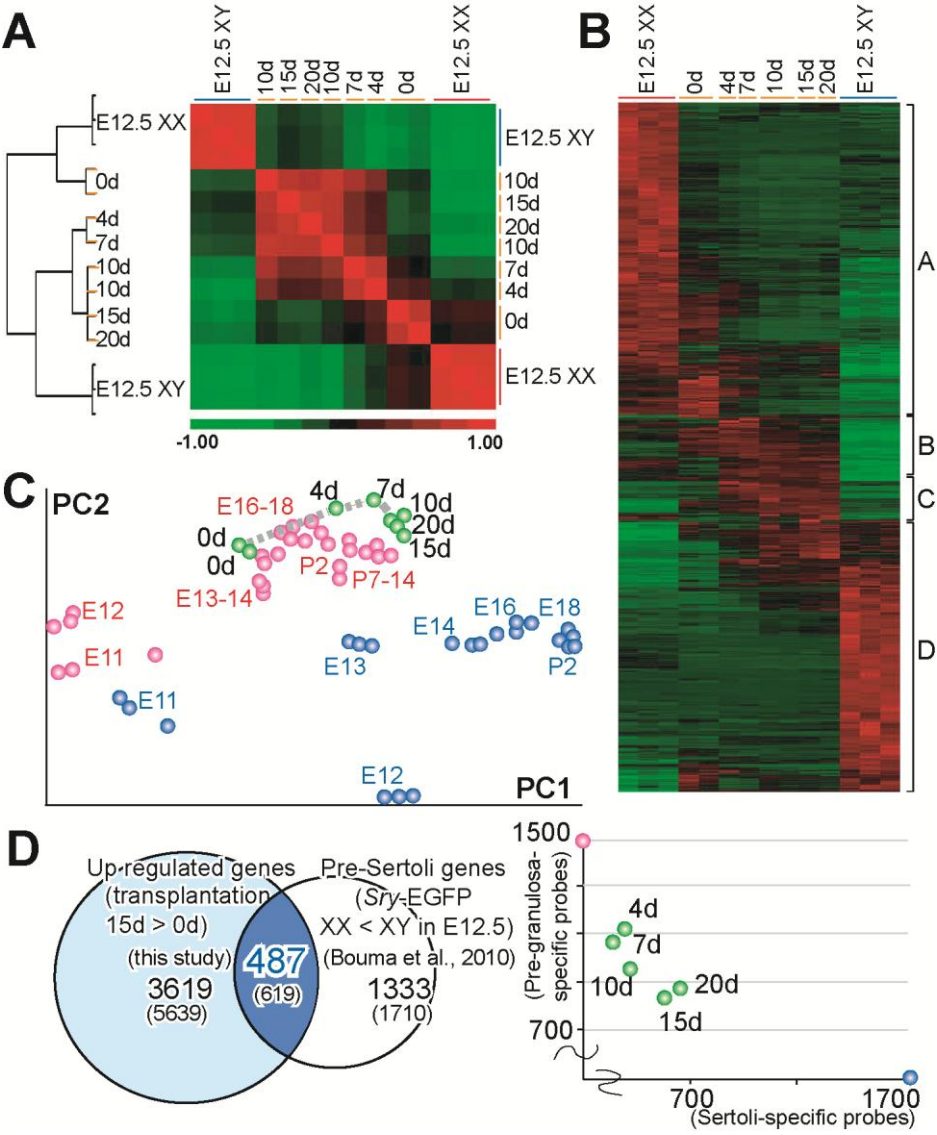 A
E12.5 XY
10d
15d
20d
10d
7d
4d
0d
E12.5 XX
E12.5 XX
0d
4d
7d
10d
10d
15d
20d
E12.5 XY
E12.5 XY
10d
15d
20d
10d
7d
4d
0d
E12.5 XX
-1.00
1.00
B
E12.5 XX
0d
4d
7d
10d
15d
20d
E12.5 XY
A
B
C
D
C
PC2
E16-18
4d
7d
10d
20d
15d
0d
0d
P2
P7-14
E13-14
E12
E11
E11
E14
E16
E18
E13
P2
E12
PC1
D
Up-regulated genes
(transplantation
15d > 0d)
(this study)
3619
(5639)
487
(619)
Pre-Sertoli genes
(Sry-EGFP
XX < XY in E12.5)
(Bouma et al., 2010)
1333
(1710)
1500
(Pre-granulosa-
specific probes)
4d
7d
10d
20d
15d
700
700
1700
(Sertoli-specific probes)